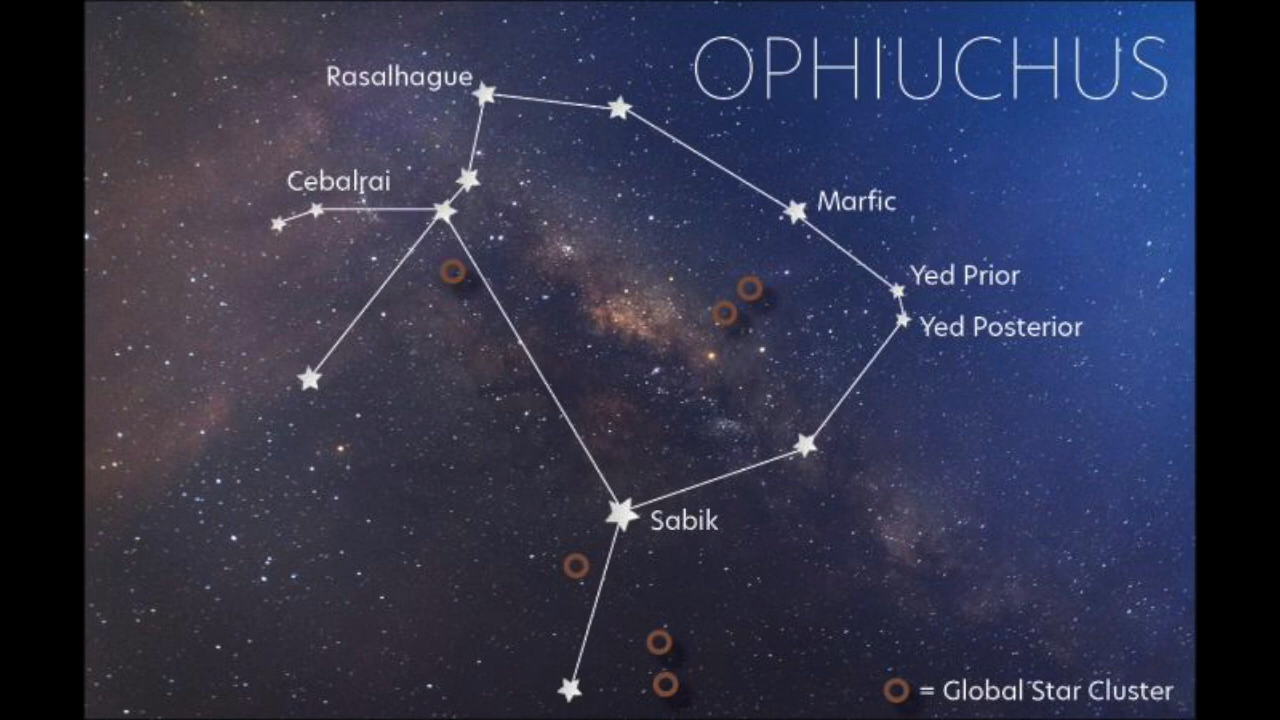 OPHIUCHUS
Rasalhague
Cebalrai
Marfic
Yed Prior
Yed Posterior
Sabik
= Global Star Cluster